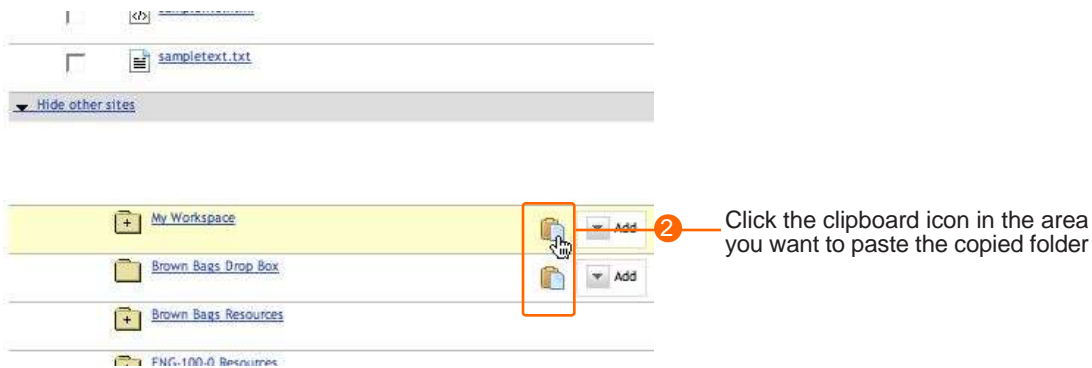 sampletext.txt
Hide other sites
My Workspace
Add
2
Click the clipboard icon in the area
you want to paste the copied folder
Brown Bags Drop Box
Add
Brown Bags Resources
ENG-100-0 Resources